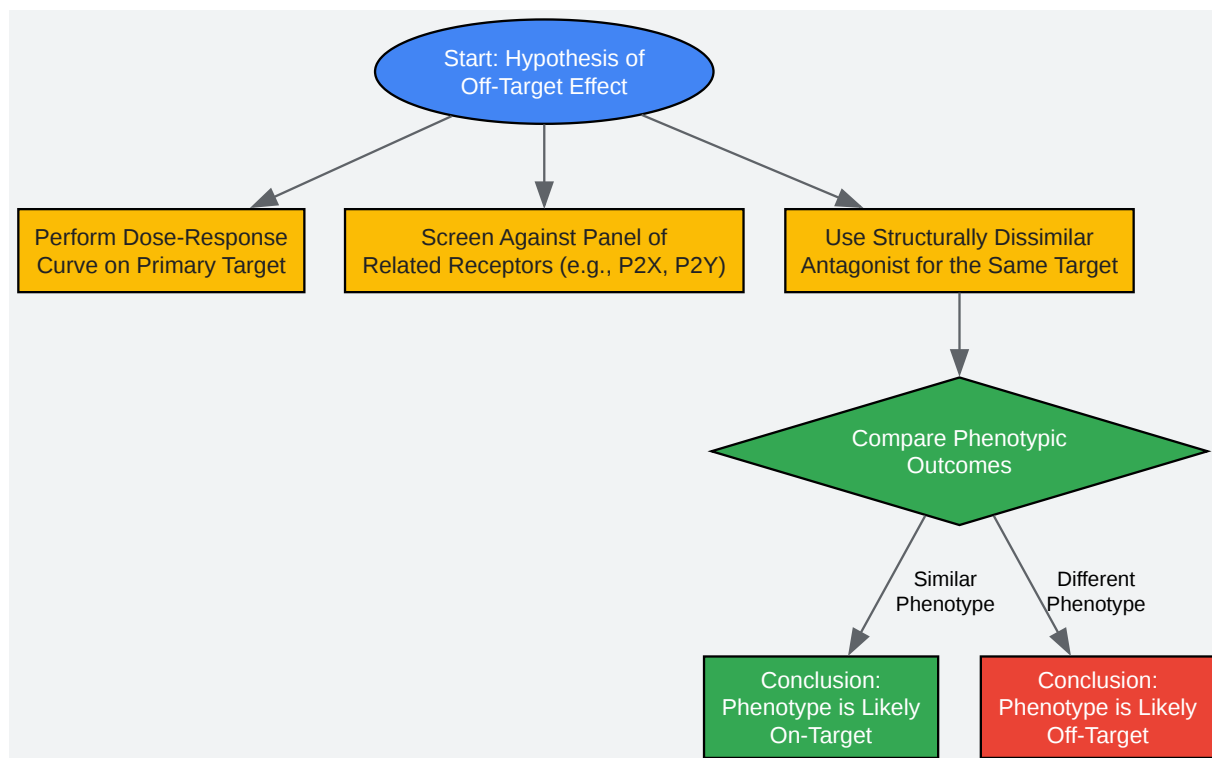 Start: Hypothesis of
Off-Target Effect
Perform Dose-Response
Curve on Primary Target
Screen Against Panel of
Related Receptors (e.g., P2X, P2Y)
Use Structurally Dissimilar
Antagonist for the Same Target
Compare Phenotypic
Outcomes
Similar
Phenotype
Different
Phenotype
Conclusion:
Phenotype is Likely
On-Target
Conclusion:
Phenotype is Likely
Off-Target